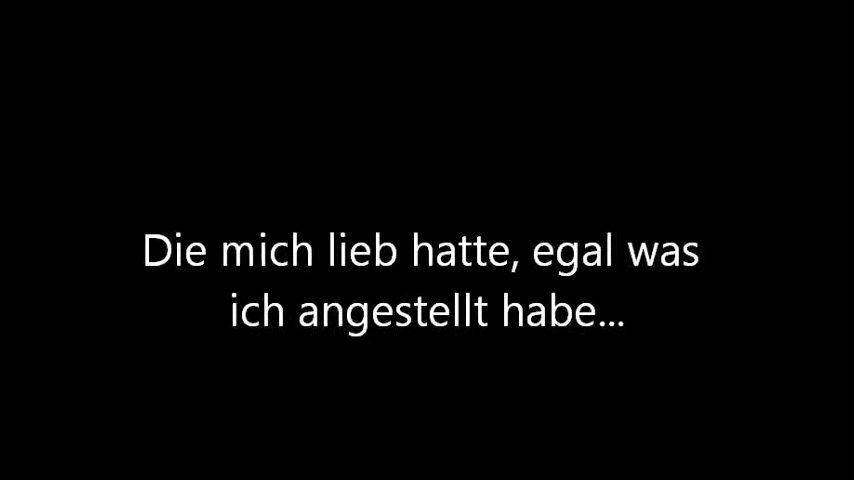 Die mich lieb hatte, egal was
ich angestellt habe...